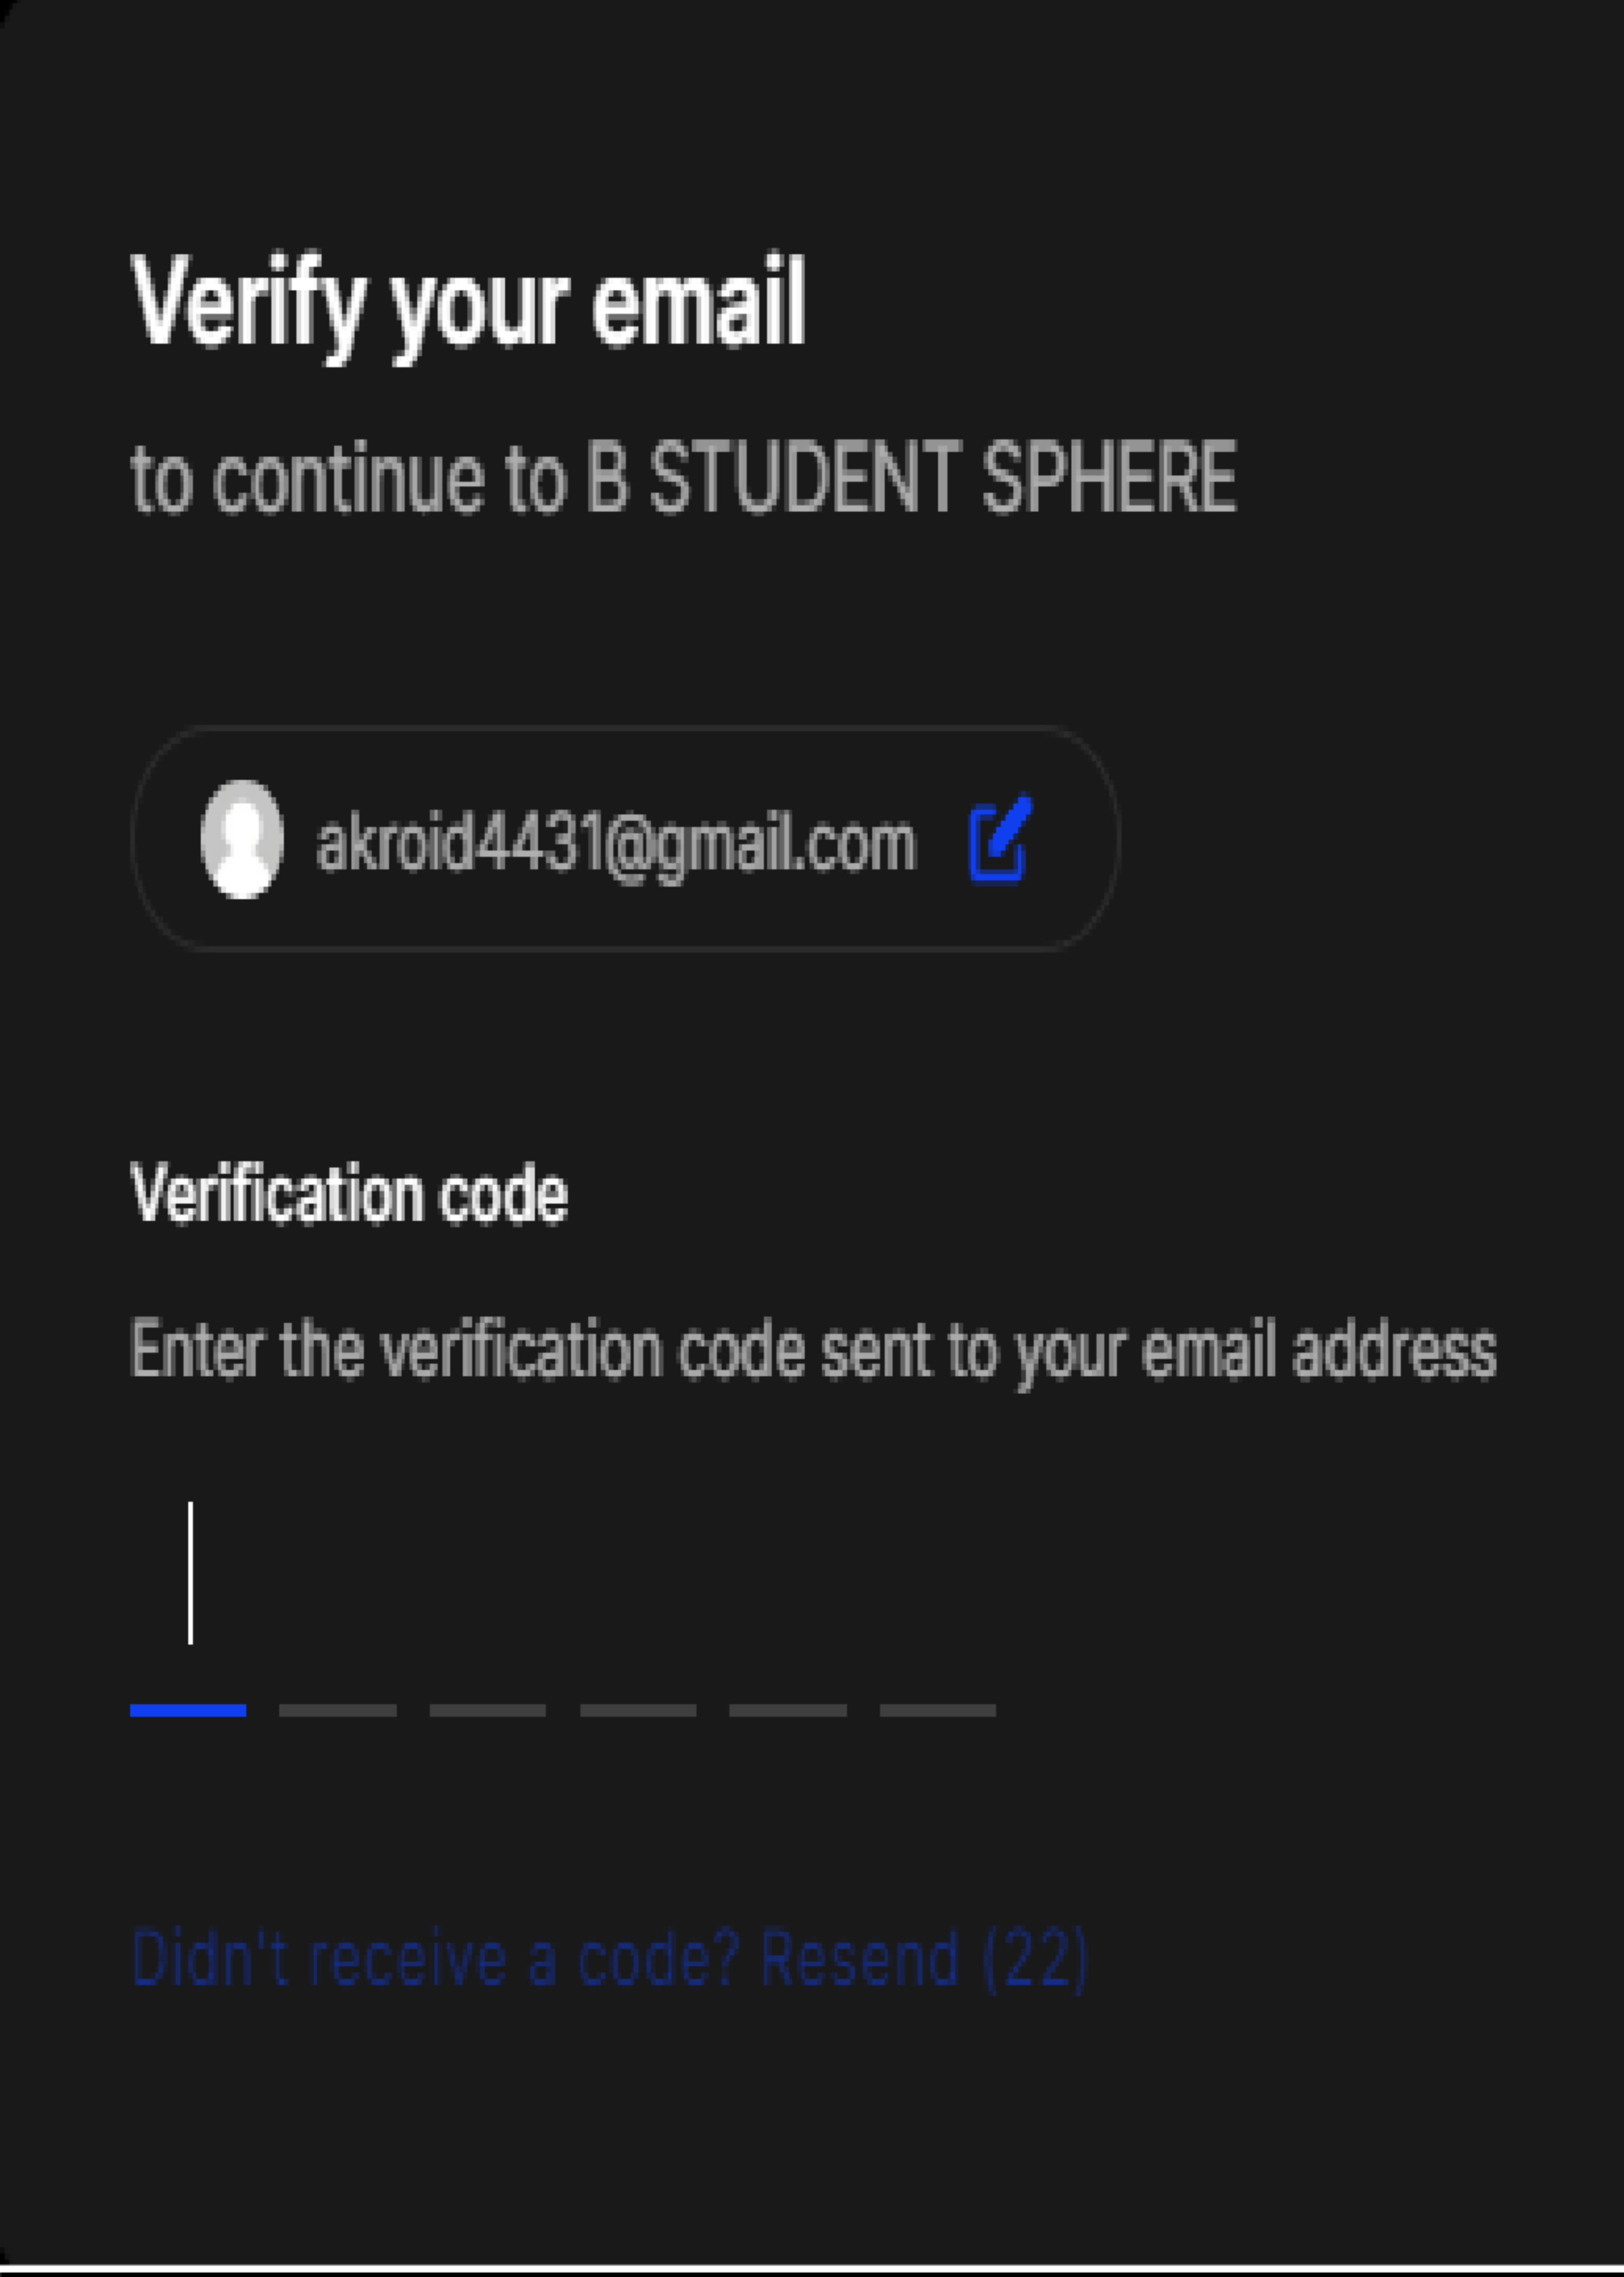 Verify your email
to continue to B STUDENT SPHERE
akroid4431@gmail.com
Verification code
Enter the verification code sent to your email address
Didn't receive a code? Resend (22)